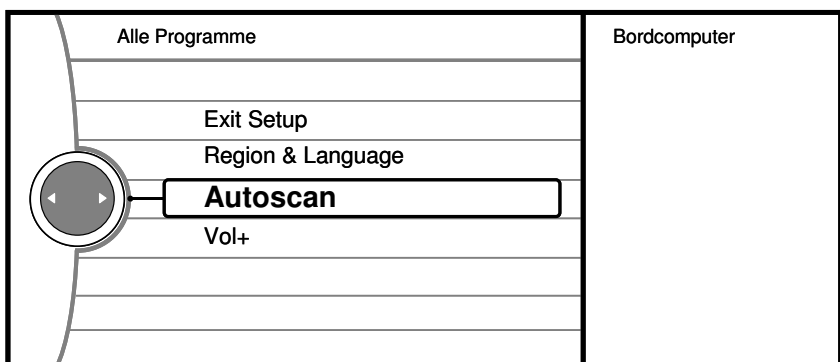 Alle Programme
Bordcomputer
Exit Setup
Region & Language
Autoscan
Vol+